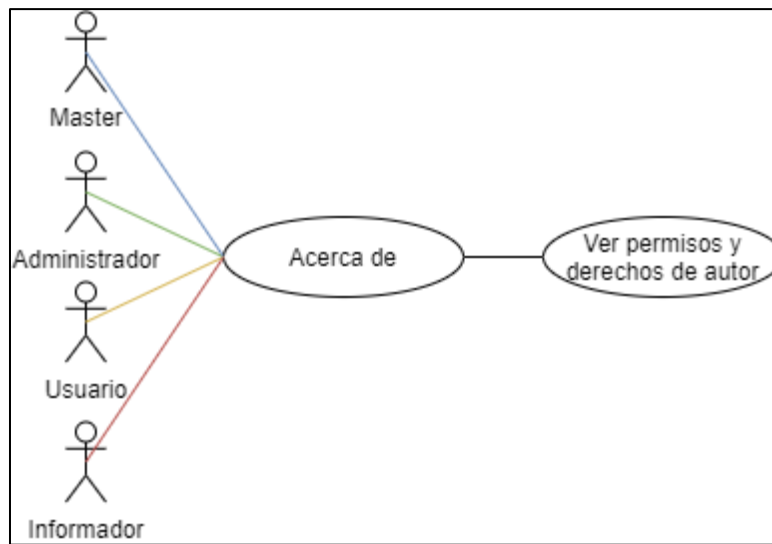 Master
Administrador
Usuario
Informador
Acerca de
Ver permisos y
derechos de autor